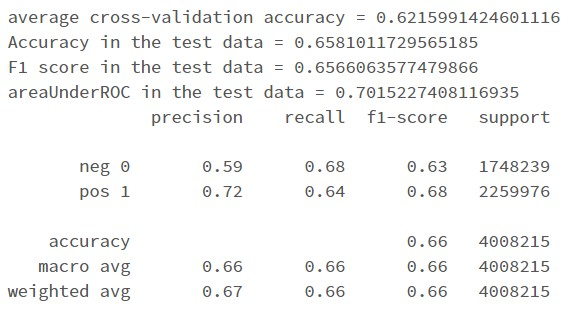 average cross-validation accuracy = 0.6215991424601116
Accuracy in the test data = 0.6581011729565185
F1 score in the test data = 0.6566063577479866
areaUnderROC in the test data = 0.7015227408116935
precision recall f1-score support
neg 0 0.59 0.68 0.63 1748239
pos 1 0.72 0.64 0.68 2259976
accuracy 0.66 4008215
macro avg 0.66 0.66 0.66 4008215
weighted avg 0.67 0.66 0.66 4008215